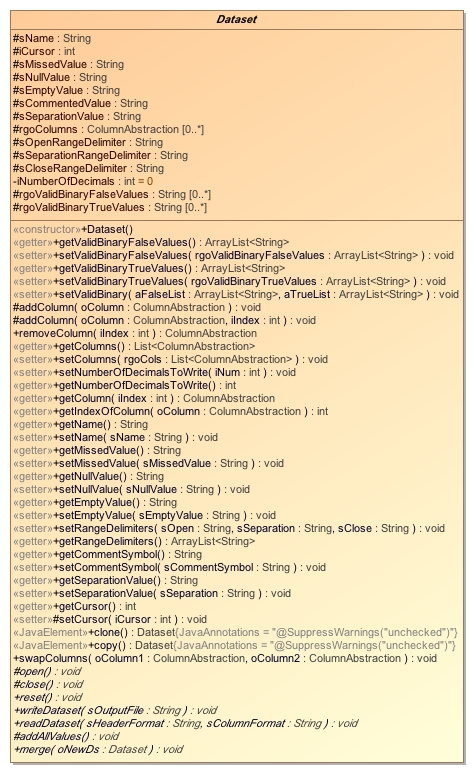 Dataset
#sName : String
#iCursor : int
#sMissedValue : String
#sNullValue : String
#sEmptyValue : String
#sCommentedValue : String
#sSeparationValue : String
#rgoColumns : ColumnAbstraction [0..*]
#sOpenRangeDelimiter : String
#sSeparationRangeDelimiter : String
#sCloseRangeDelimiter : String
-iNumberOfDecimals : int = 0
#rgoValidBinaryFalseValues : String [0..*]
#rgoValidBinaryTrueValues : String [0..*]
«constructor»+Dataset()
«getter»+getValidBinaryFalseValues() : ArrayList<String>
«setter»+setValidBinaryFalseValues( rgoValidBinaryFalseValues : ArrayList<String> ) : void
«getter»+getValidBinaryTrueValues() : ArrayList<String>
«setter»+setValidBinaryTrueValues( rgoValidBinaryTrueValues : ArrayList<String> ) : void
«setter»+setValidBinary( aFalseList : ArrayList<String>, aTrueList : ArrayList<String> ) : void
#addColumn( oColumn : ColumnAbstraction ) : void
#addColumn( oColumn : ColumnAbstraction, iIndex : int ) : void
+removeColumn( iIndex : int ) : ColumnAbstraction
«getter»+getColumns() : List<ColumnAbstraction>
«setter»+setColumns( rgoCols : List<ColumnAbstraction> ) : void
«setter»+setNumberOfDecimalsToWrite( iNum : int ) : void
«getter»+getNumberOfDecimalsToWrite() : int
«getter»+getColumn( iIndex : int ) : ColumnAbstraction
«getter»+getIndexOfColumn( oColumn : ColumnAbstraction ) : int
«getter»+getName() : String
«setter»+setName( sName : String ) : void
«getter»+getMissedValue() : String
«setter»+setMissedValue( sMissedValue : String ) : void
«getter»+getNullValue() : String
«setter»+setNullValue( sNullValue : String ) : void
«getter»+getEmptyValue() : String
«setter»+setEmptyValue( sEmptyValue : String ) : void
«setter»+setRangeDelimiters( sOpen : String, sSeparation : String, sClose : String ) : void
«getter»+getRangeDelimiters() : ArrayList<String>
«getter»+getCommentSymbol() : String
«setter»+setCommentSymbol( sCommentSymbol : String ) : void
«getter»+getSeparationValue() : String
«setter»+setSeparationValue( sSeparation : String ) : void
«getter»+getCursor() : int
«setter»#setCursor( iCursor : int ) : void
«JavaElement»+clone() : Dataset{JavaAnnotations = "@SuppressWarnings("unchecked")"}
«JavaElement»+copy() : Dataset{JavaAnnotations = "@SuppressWarnings("unchecked")"}
+swapColumns( oColumn1 : ColumnAbstraction, oColumn2 : ColumnAbstraction ) : void
#open() : void
#close() : void
+reset() : void
+writeDataset( sOutputFile : String ) : void
+readDataset( sHeaderFormat : String, sColumnFormat : String ) : void
#addAllValues() : void
+merge( oNewDs : Dataset ) : void